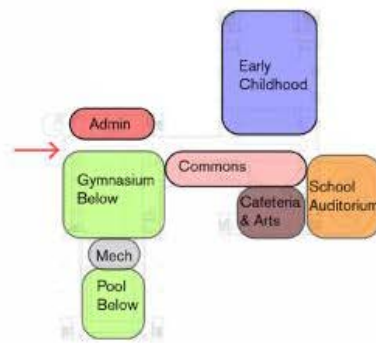 Early
Childhood
Admin
Commons
Gymnasium
Below
School
Auditorium
Cafeteria
& Arts
Mech
Pool
Below